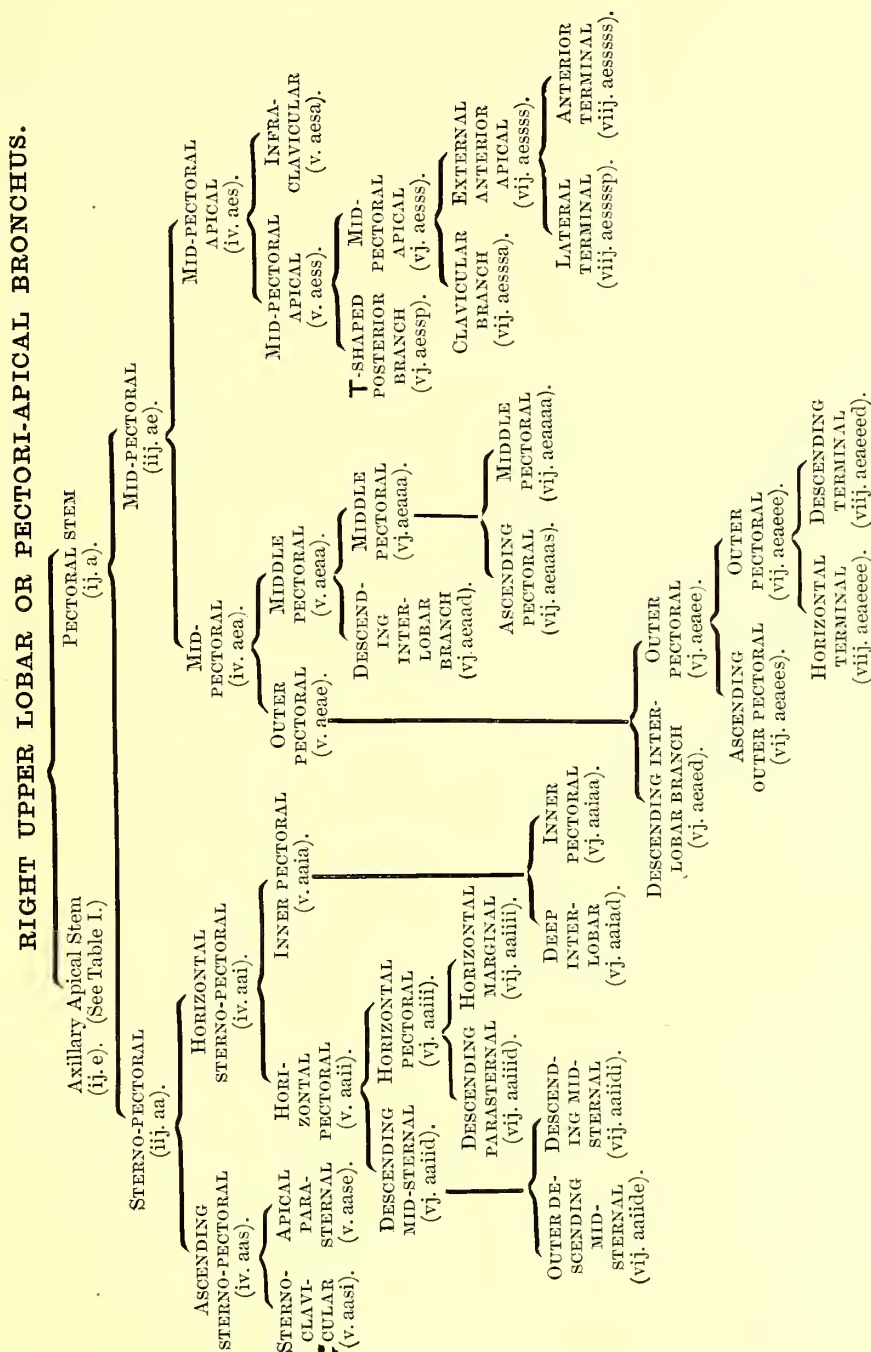 RIGHT UPPER LOBAR OR PECTORI-APICAL BRONCHUS.
Axillary Apical Stem
(ij. e). (See Table I.)
PECTORAL STEM
(ij. a).
STERNO-PECTORAL
(iij. aa).
MID-PECTORAL
(iij. ae).
ASCENDING
STERNO-PECTORAL
(iv. aas).
HORIZONTAL
STERNO-PECTORAL
(iv. aai).
MID-
PECTORAL
(iv. aea).
MID-PECTORAL
APICAL
(iv. aes).
STERNO-
CLAVI-
CULAR
(v. aasi).
APICAL
PARA-
STERNAL
(v. aase).
HORI-
ZONTAL
PECTORAL
(v. aaii).
INNER PECTORAL
(v. aaia).
OUTER
PECTORAL
(v. aeae).
MIDDLE
PECTORAL
(v. aeaa).
MID-PECTORAL
APICAL
(v. aess).
INFRA-
CLAVICULAR
(v. aesa).
DESCENDING
MID-STERNAL
(vj. aaiid).
HORIZONTAL
PECTORAL
(vj. aaiii).
DESCEND-
ING
INTER-
LOBAR
BRANCH
(vj. aeaad).
MIDDLE
PECTORAL
(vj. aeaaa).
T-SHAPED
POSTERIOR
BRANCH
(vj. aessp).
MID-
PECTORAL
APICAL
(vj. aesss).
DESCENDING
PARASTERNAL
(vij. aaiiid).
HORIZONTAL
MARGINAL
(vij. aaiiii).
ASCENDING
PECTORAL
(vij. aeaaas).
MIDDLE
PECTORAL
(vij. aeaaaa).
CLAVICULAR
BRANCH
(vij. aesssa).
EXTERNAL
ANTERIOR
APICAL
(vij. aessss).
OUTER DE-
SCENDING
MID-
STERNAL
(vij. aaiide).
DESCEND-
ING MID-
STERNAL
(vij. aaiidi).
DEEP
INTER-
LOBAR
(vj. aaiad).
INNER
PECTORAL
(vj. aaiaa).
LATERAL
TERMINAL
(viij. aessssp).
ANTERIOR
TERMINAL
(viij. aesssss).
DESCENDING INTER-
LOBAR BRANCH
(vj. aeaed).
OUTER
PECTORAL
(vj. aeaee).
ASCENDING
OUTER PECTORAL
(vij. aeaees).
OUTER
PECTORAL
(vij. aeaeee).
HORIZONTAL
TERMINAL
(viij. aeaeeee).
DESCENDING
TERMINAL
(viij. aeaeeed).